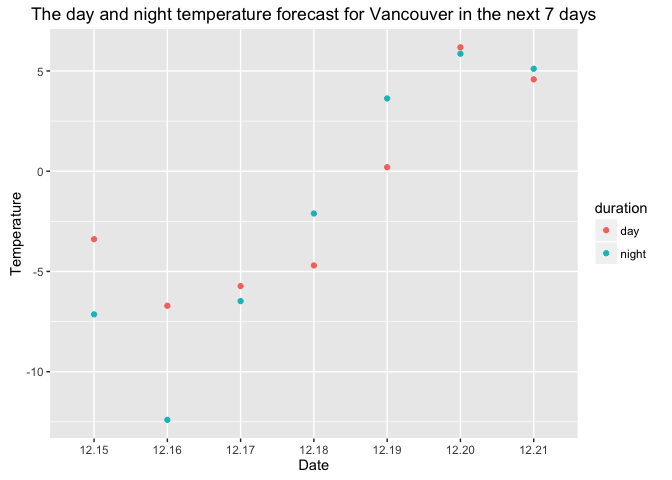 The day and night temperature forecast for Vancouver in the next 7 days
Temperature
5
0
-5
-10
12.15 12.16 12.17 12.18 12.19 12.20 12.21
Date
duration
day
night